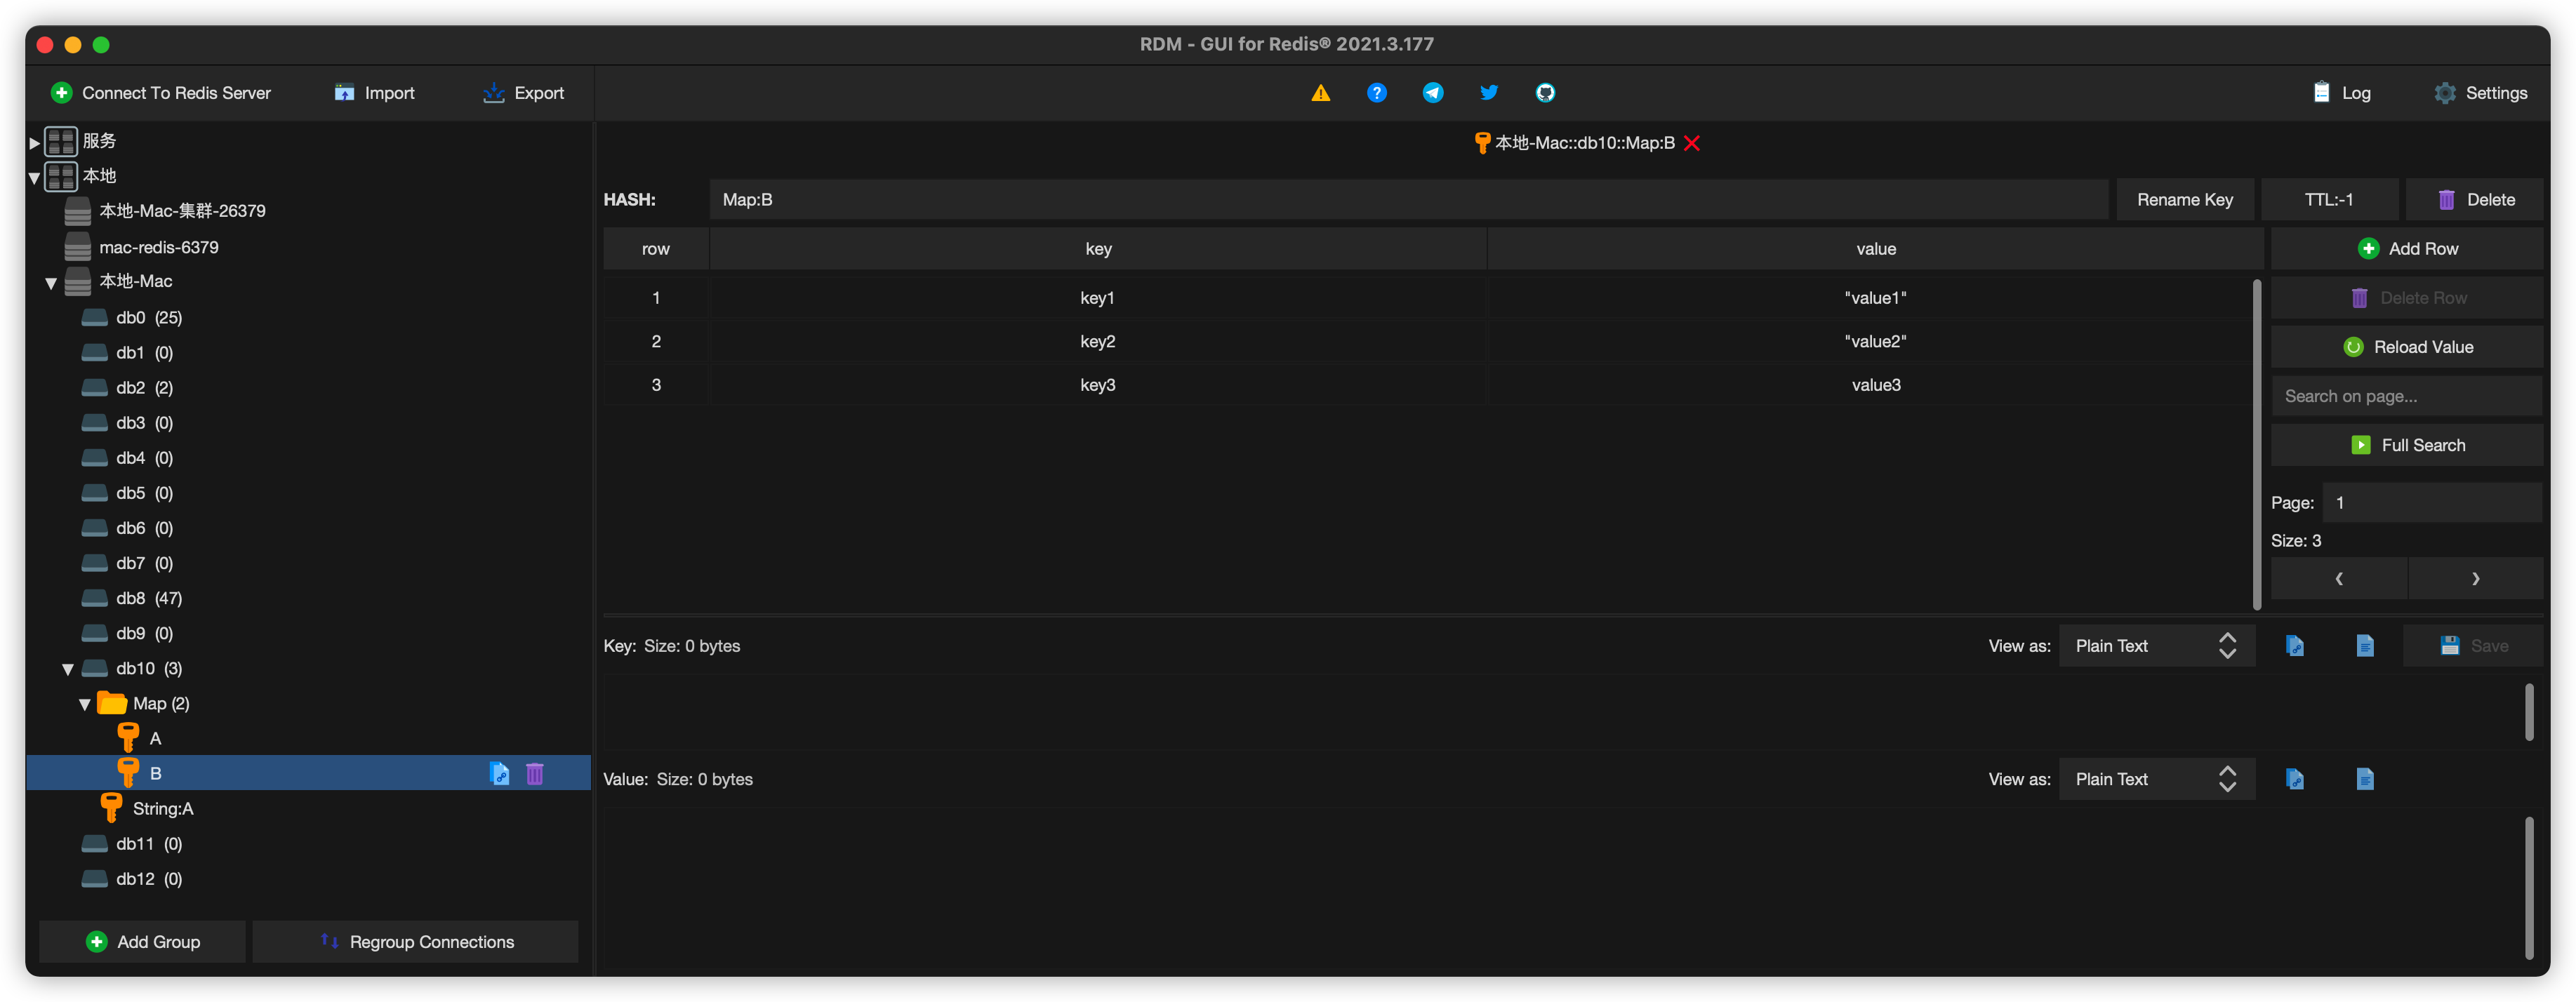 RDM - GUI for Redis® 2021.3.177
Connect To Redis Server
Import
Export
Log
Settings
服务
本地
本地-Mac-集群-26379
mac-redis-6379
本地-Mac
db0 (25)
db1 (0)
db2 (2)
db3 (0)
db4 (0)
db5 (0)
db6 (0)
db7 (0)
db8 (47)
db9 (0)
db10 (3)
Map (2)
A
B
String:A
db11 (0)
db12 (0)
Add Group
Regroup Connections
本地-Mac::db10::Map:B
HASH:
Map:B
Rename Key
TTL:-1
Delete
row key value
1 key1 "value1"
2 key2 "value2"
3 key3 value3
Add Row
Delete Row
Reload Value
Search on page...
Full Search
Page: 1
Size: 3
Key: Size: 0 bytes
View as: Plain Text
Save
Value: Size: 0 bytes
View as: Plain Text